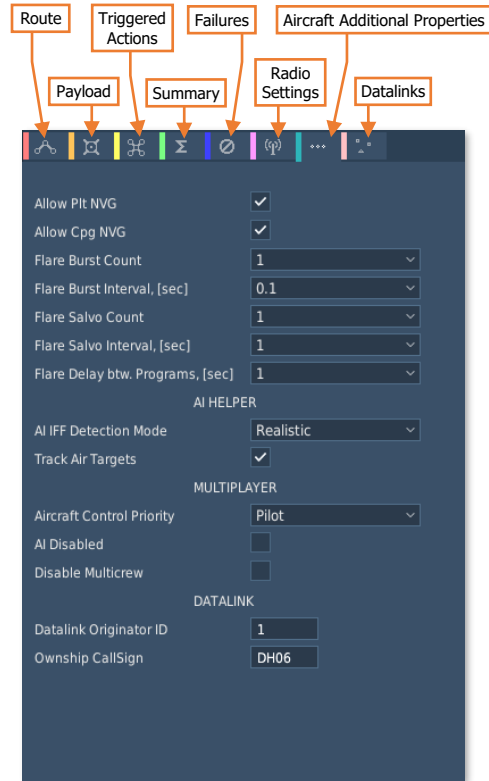 Route
Triggered
Actions
Failures
Aircraft Additional Properties
Payload
Summary
Radio
Settings
Datalinks
Allow Plt NVG
Allow Cpg NVG
Flare Burst Count 1
Flare Burst Interval, [sec] 0.1
Flare Salvo Count 1
Flare Salvo Interval, [sec] 1
Flare Delay btw. Programs, [sec] 1
AI HELPER
AI IFF Detection Mode Realistic
Track Air Targets
MULTIPLAYER
Aircraft Control Priority Pilot
AI Disabled
Disable Multicrew
DATALINK
Datalink Originator ID 1
Ownship CallSign DH06